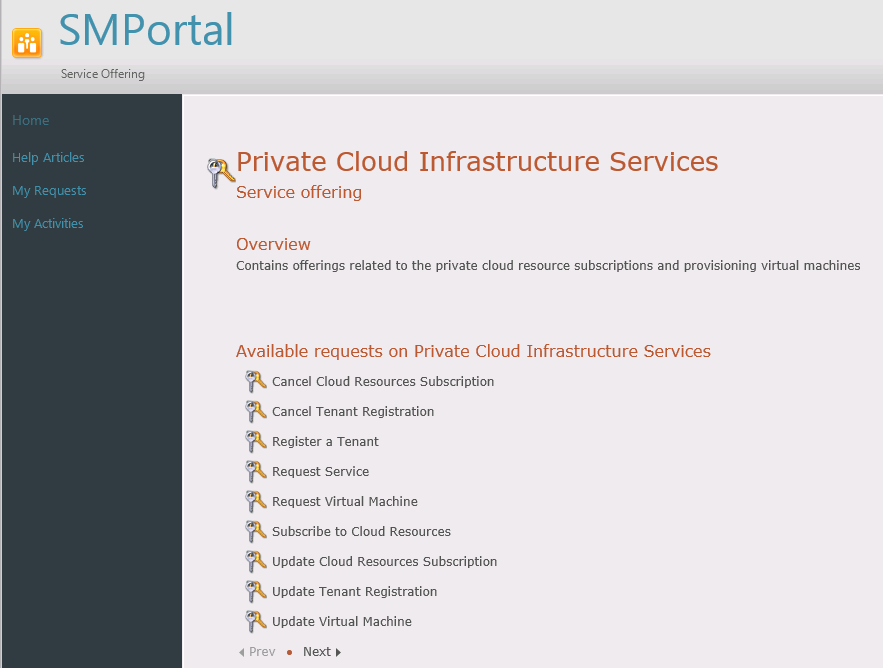 SMPortal
Service Offering
Home
Help Articles
My Requests
My Activities
Private Cloud Infrastructure Services
Service offering
Overview
Contains offerings related to the private cloud resource subscriptions and provisioning virtual machines
Available requests on Private Cloud Infrastructure Services
Cancel Cloud Resources Subscription
Cancel Tenant Registration
Register a Tenant
Request Service
Request Virtual Machine
Subscribe to Cloud Resources
Update Cloud Resources Subscription
Update Tenant Registration
Update Virtual Machine
Prev • Next